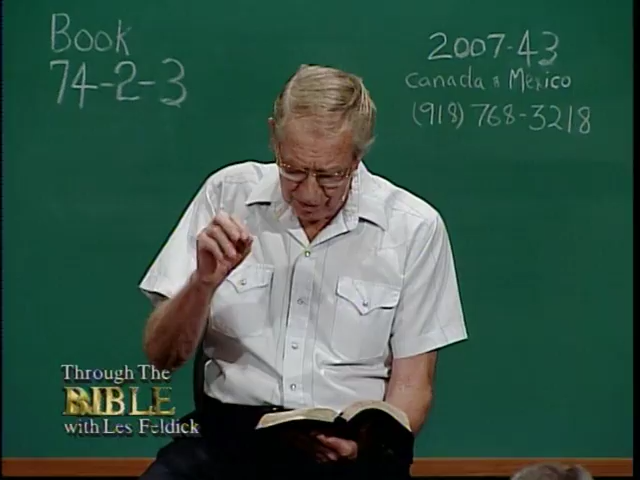 Book
74-2-3
2007-43
Canada & Mexico
(918) 768-3218
Through The
BIBLE
with Les Feldick